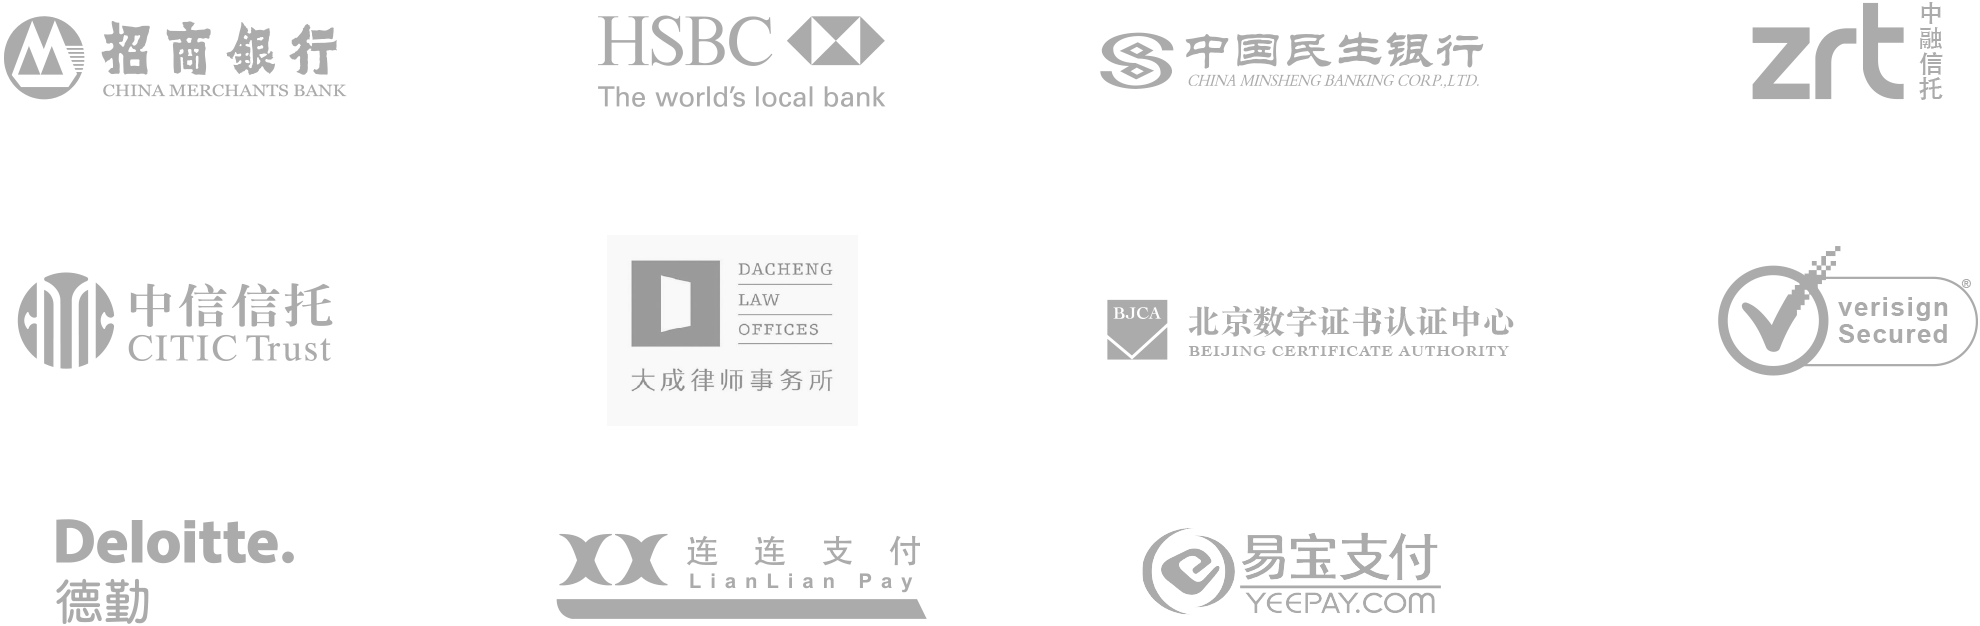 招商銀行
CHINA MERCHANTS BANK
HSBC
The world's local bank
中国民生银行
CHINA MINSHENG BANKING CORP.,LTD.
zrt
中融信托
中信信托
CITIC Trust
DACHENG
LAW
OFFICES
大成律师事务所
BJCA
北京数字证书认证中心
BEIJING CERTIFICATE AUTHORITY
verisign
Secured
®
Deloitte.
德勤
连连支付
LianLian Pay
易宝支付
YEEPAY.COM